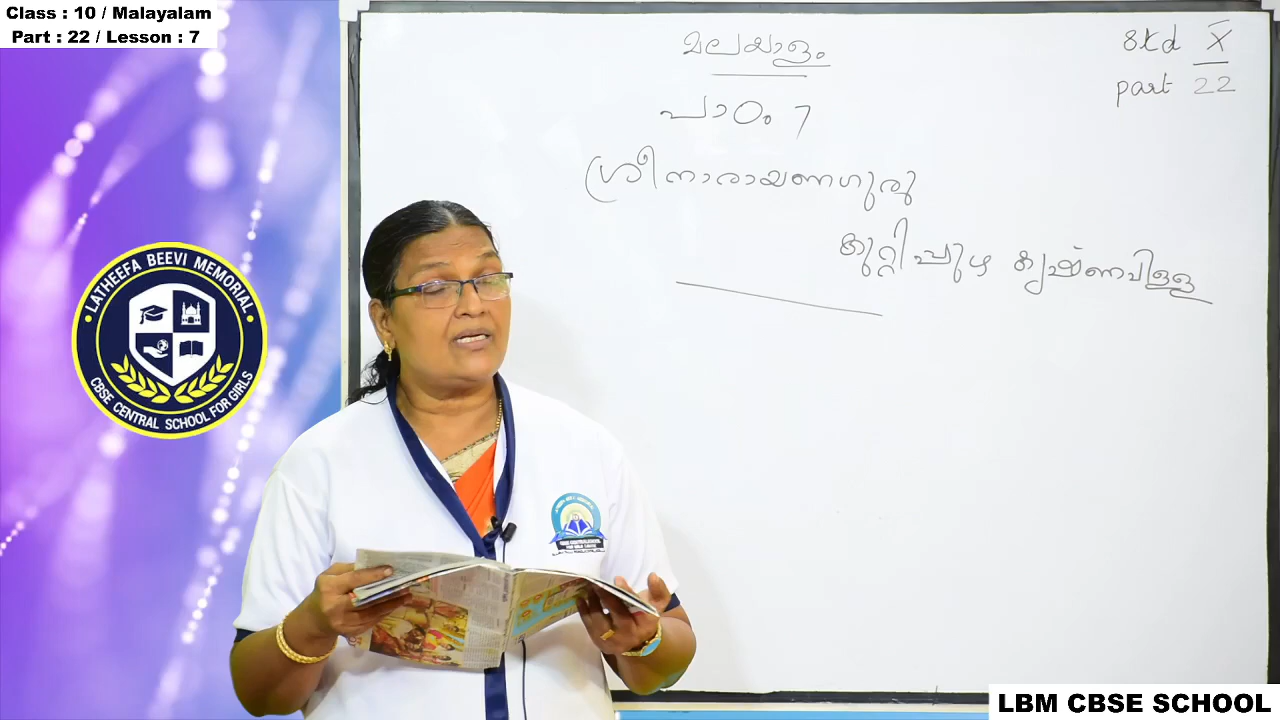 Class : 10 / Malayalam
Part : 22 / Lesson : 7
മലയാളം
Std X
part 22
പാഠം 7
ശ്രീനാരായണഗുരു
കുറ്റിപ്പുഴ കൃഷ്ണപിള്ള
LATHEEFA BEEVI MEMORIAL
CBSE CENTRAL SCHOOL FOR GIRLS
LBM CBSE SCHOOL